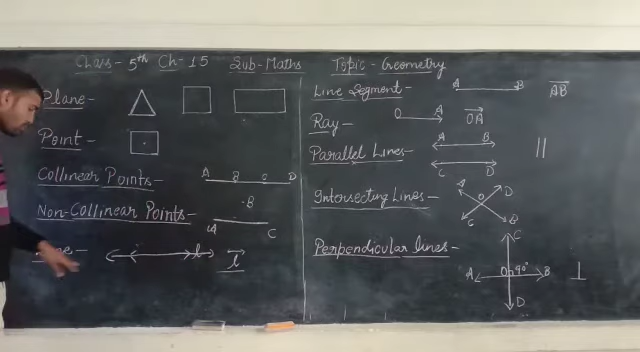 Class- 5th Ch-15 Sub-Maths Topic- Geometry
Plane-
Point-
Collinear Points-
A B C D
Non-Collinear Points-
B
A C
l l
Line Segment-
A B AB
Ray-
O A OA
Parallel Lines-
A B ||
C D
Intersecting Lines-
A D
O
C B
Perpendicular lines-
C
A O 90° B ⊥
D